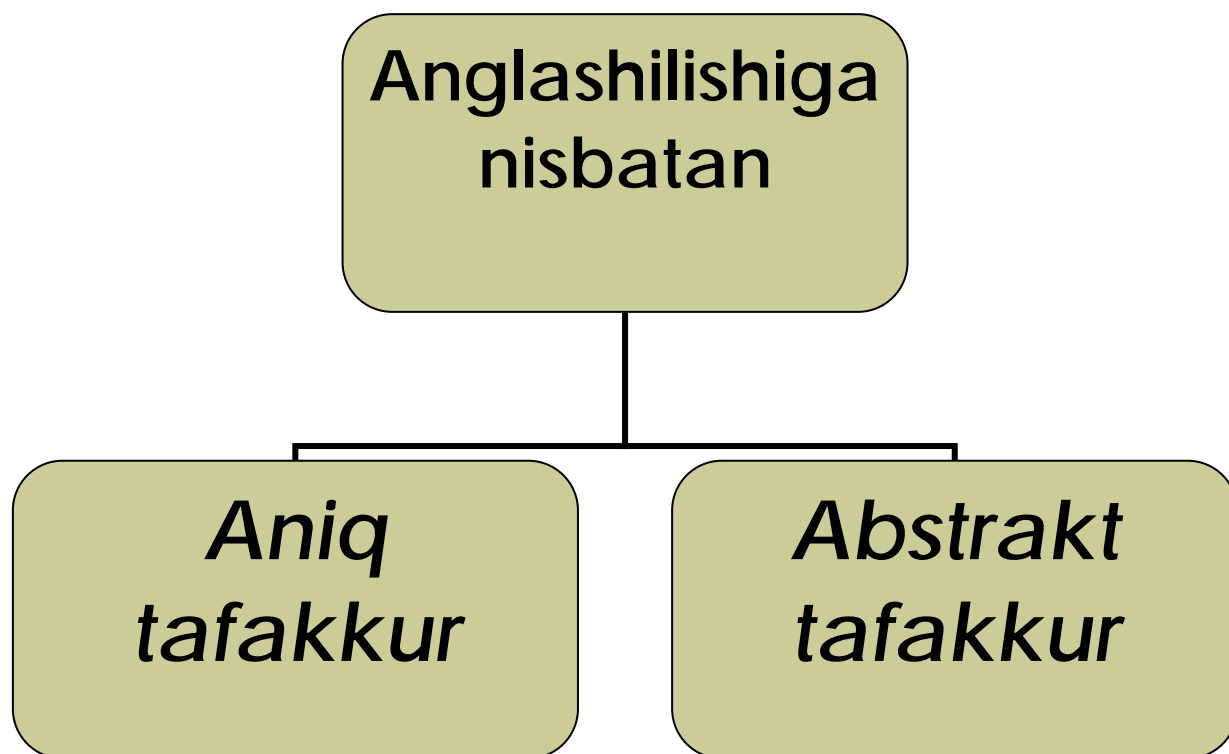 Anglashilishiga
nisbatan
Aniq
tafakkur
Abstrakt
tafakkur